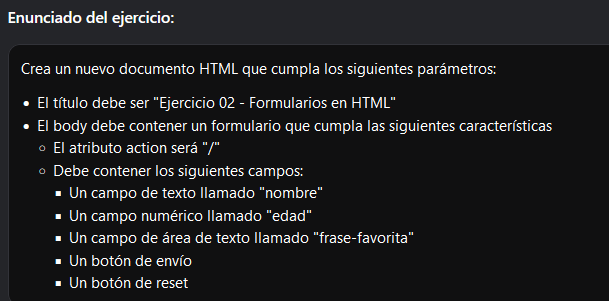 Enunciado del ejercicio:
Crea un nuevo documento HTML que cumpla los siguientes parámetros:
El título debe ser "Ejercicio 02 - Formularios en HTML"
El body debe contener un formulario que cumpla las siguientes características
El atributo action será "/"
Debe contener los siguientes campos:
Un campo de texto llamado "nombre"
Un campo numérico llamado "edad"
Un campo de área de texto llamado "frase-favorita"
Un botón de envío
Un botón de reset